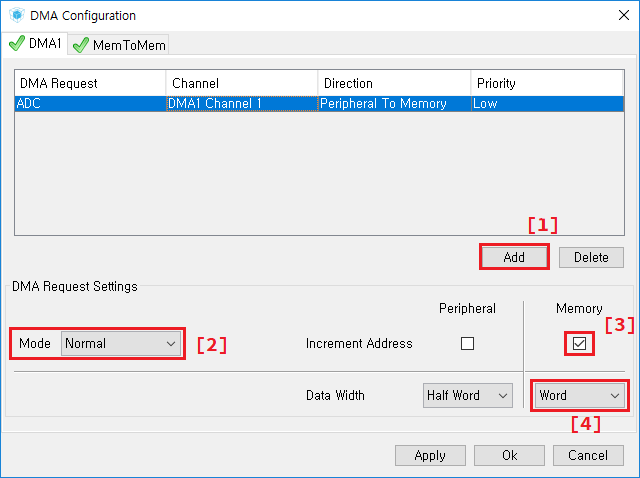 DMA Configuration
DMA1 MemToMem
DMA Request Channel Direction Priority
ADC DMA1 Channel 1 Peripheral To Memory Low
[1]
Add Delete
DMA Request Settings
Peripheral Memory
[3]
Mode Normal [2] Increment Address
Data Width Half Word Word
[4]
Apply Ok Cancel